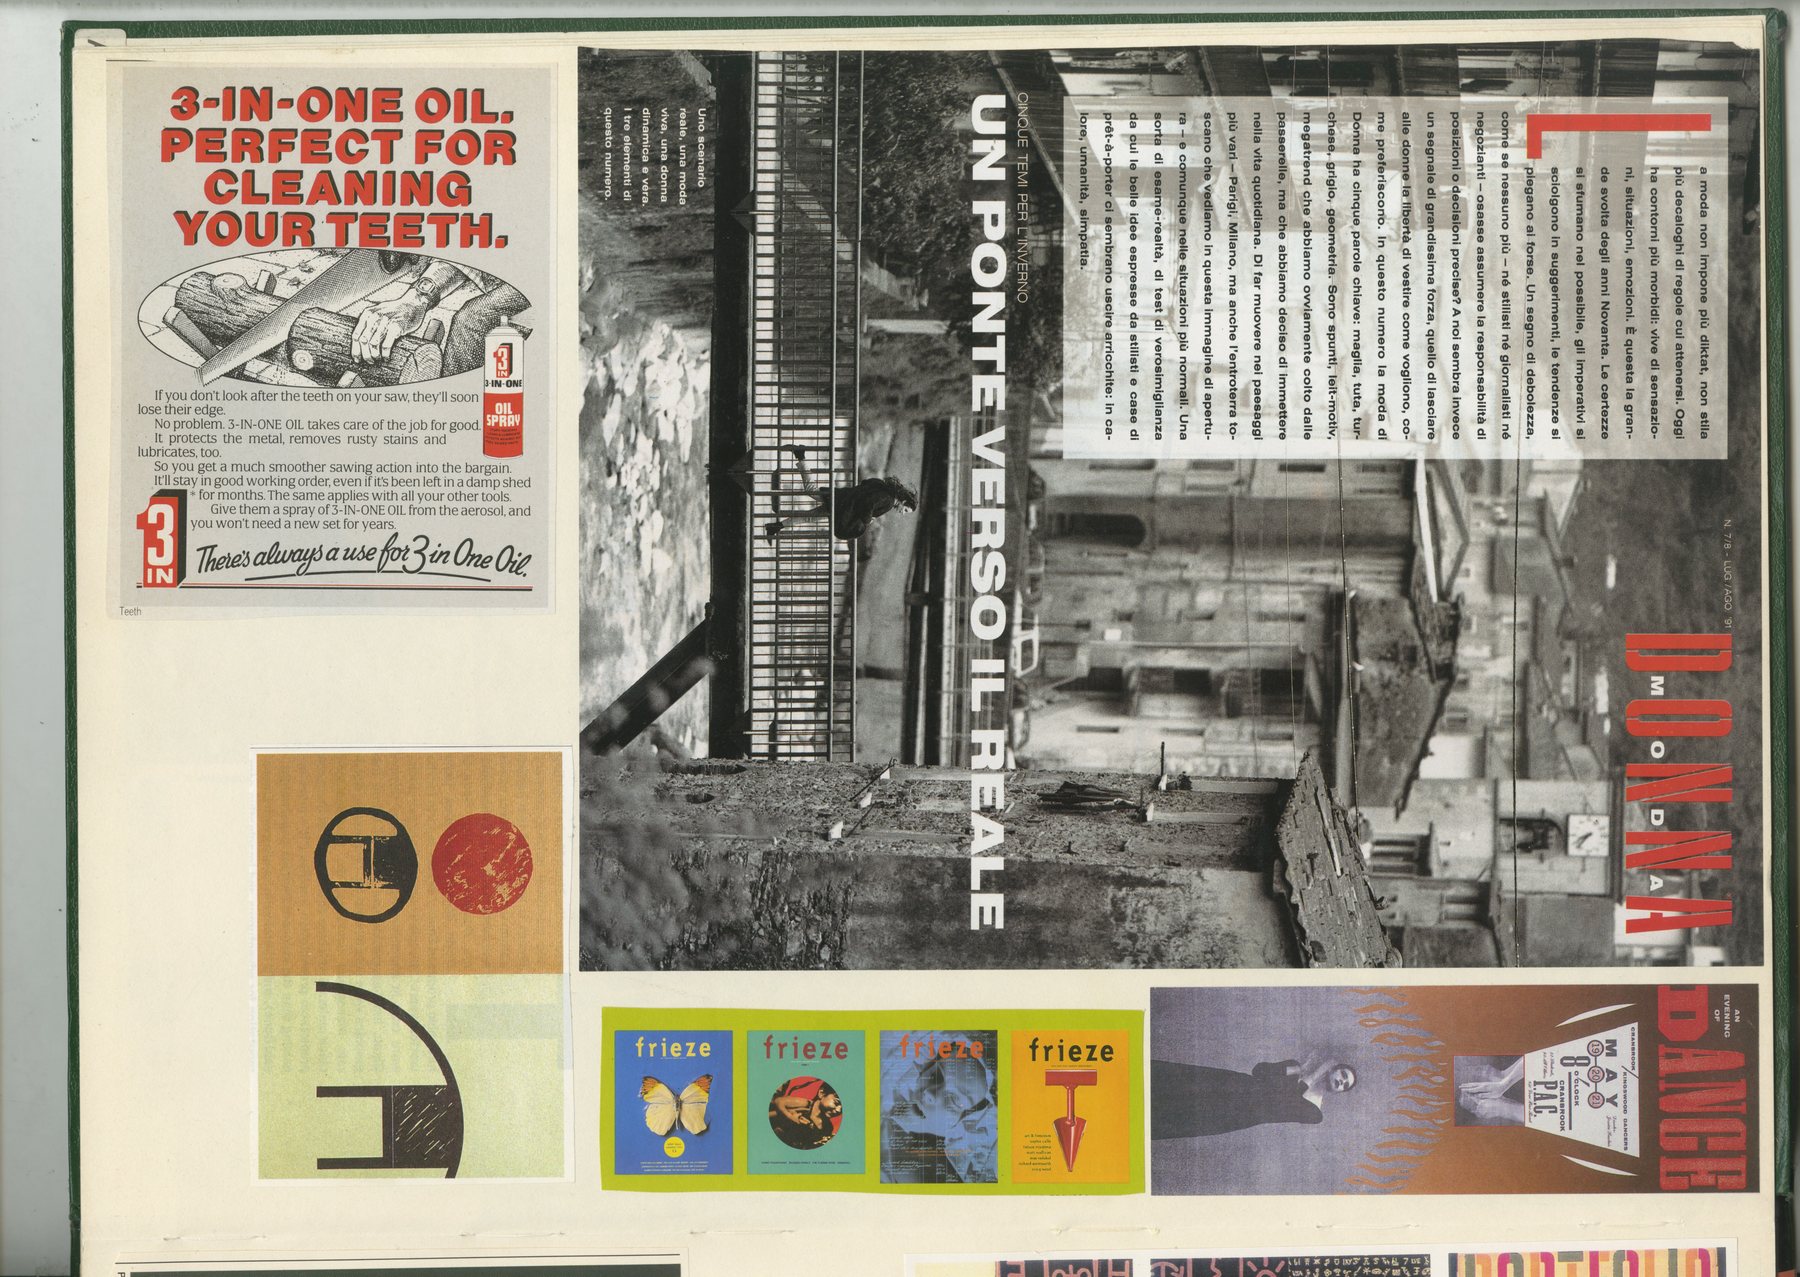 3-IN-ONE OIL.
PERFECT FOR
CLEANING
YOUR TEETH.
3
IN
3-IN-ONE
OIL
SPRAY
If you don't look after the teeth on your saw, they'll soon
lose their edge.
No problem. 3-IN-ONE OIL takes care of the job for good.
It protects the metal, removes rusty stains and
lubricates, too.
So you get a much smoother sawing action into the bargain.
It'll stay in good working order, even if it's been left in a damp shed
* for months. The same applies with all your other tools.
Give them a spray of 3-IN-ONE OIL from the aerosol, and
you won't need a new set for years.
3
IN
There's always a use for 3 in One Oil.
Teeth
N. 7/8 - LUG/AGO. '91
DONNA
MODA
La moda non impone più diktat, non stila
più decaloghi di regole cui attenersi. Oggi
ha contorni più morbidi: vive di sensazio-
ni, situazioni, emozioni. È questa la gran-
de svolta degli anni Novanta. Le certezze
si sfumano nel possibile, gli imperativi si
sciolgono in suggerimenti, le tendenze si
piegano ai forse. Un segno di debolezza,
come se nessuno più – né stilisti né giornalisti né
negozianti – osasse assumere la responsabilità di
posizioni o decisioni precise? A noi sembra invece
un segnale di grandissima forza, quello di lasciare
alle donne la libertà di vestire come vogliono, co-
me preferiscono. In questo numero la moda di
Donna ha cinque parole chiave: maglia, tuta, tur-
chese, grigio, geometria. Sono spunti, leit-motiv,
megatrend che abbiamo ovviamente colto dalle
passerelle, ma che abbiamo deciso di immettere
nella vita quotidiana. Di far muovere nei paesaggi
più vari – Parigi, Milano, ma anche l'entroterra to-
scano che vediamo in questa immagine di apertu-
ra – e comunque nelle situazioni più normali. Una
sorta di esame-realtà, di test di verosimiglianza
da cui le belle idee espresse da stilisti e case di
prêt-à-porter ci sembrano uscire arricchite: in ca-
lore, umanità, simpatia.
CINQUE TEMI PER L'INVERNO
UN PONTE VERSO IL REALE
Uno scenario
reale, una moda
viva, una donna
dinamica e vera.
I tre elementi di
questo numero.
frieze
frieze
frieze
frieze
AN
EVENING
OF
DANCE
CRANBROOK/KINGSWOOD DANCERS
MAY
19 20 21
8 O'CLOCK
CRANBROOK
P.A.C.
PORTFOLIO